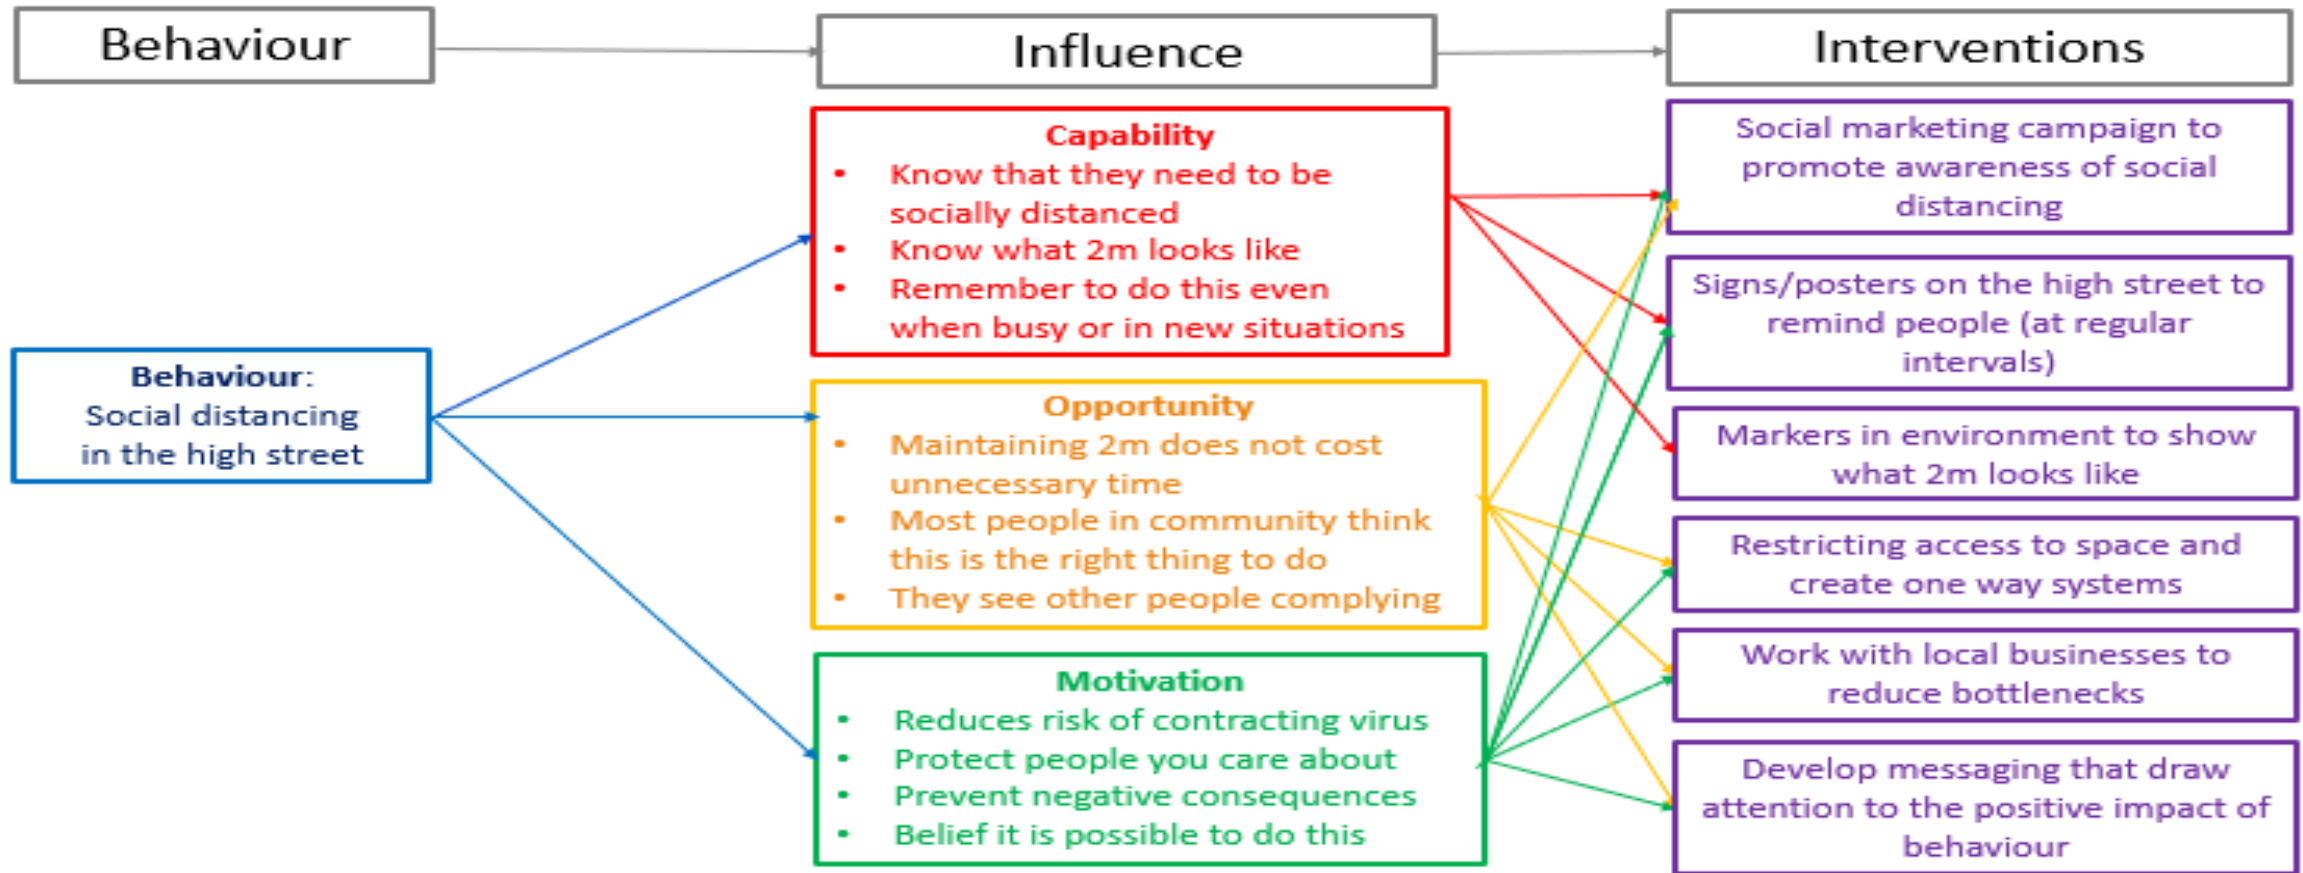 Behaviour
Influence
Interventions
Behaviour:
Social distancing
in the high street
Capability
• Know that they need to be
socially distanced
• Know what 2m looks like
• Remember to do this even
when busy or in new situations
Opportunity
• Maintaining 2m does not cost
unnecessary time
• Most people in community think
this is the right thing to do
• They see other people complying
Motivation
• Reduces risk of contracting virus
• Protect people you care about
• Prevent negative consequences
• Belief it is possible to do this
Social marketing campaign to
promote awareness of social
distancing
Signs/posters on the high street to
remind people (at regular
intervals)
Markers in environment to show
what 2m looks like
Restricting access to space and
create one way systems
Work with local businesses to
reduce bottlenecks
Develop messaging that draw
attention to the positive impact of
behaviour